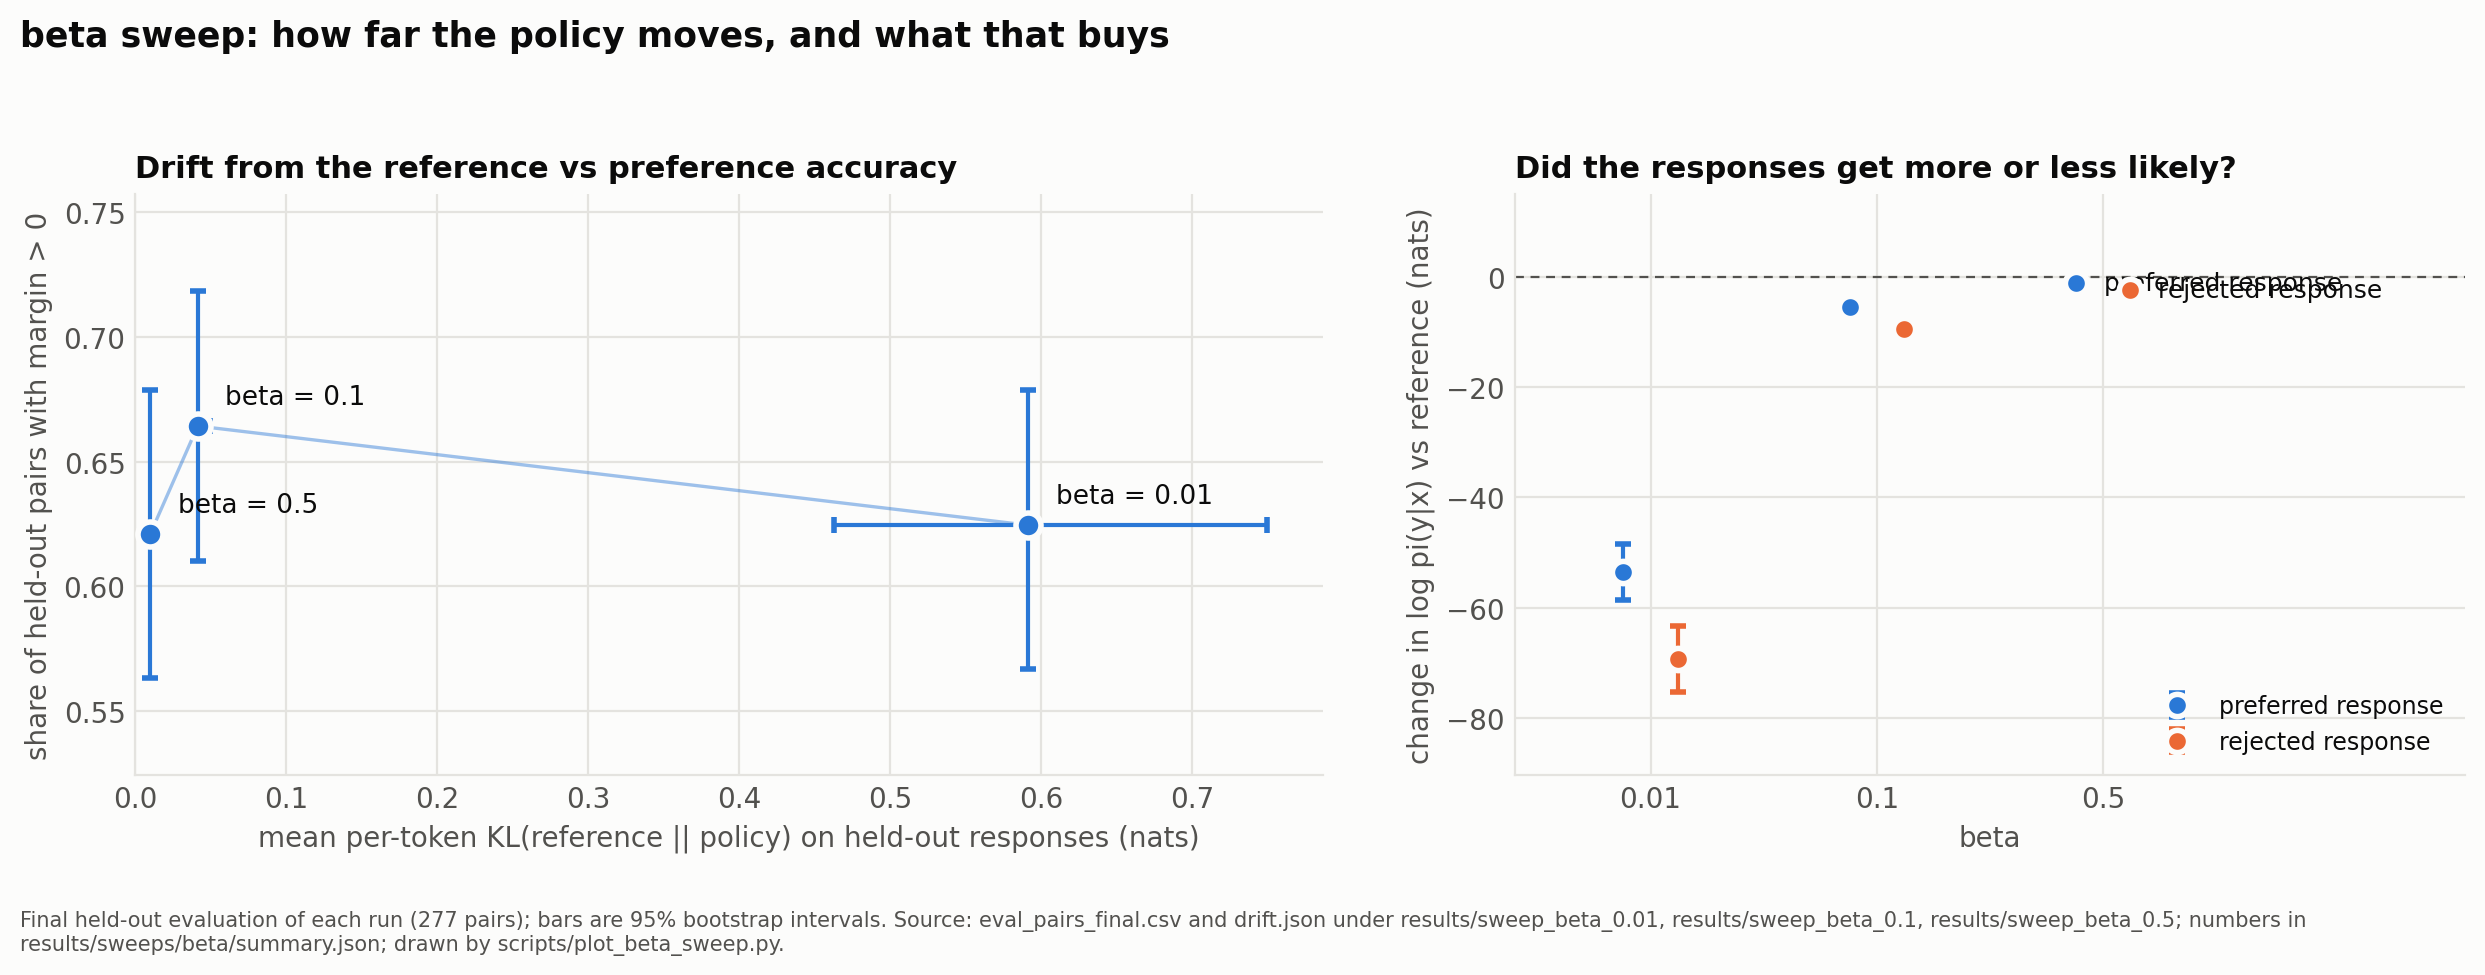 beta sweep: how far the policy moves, and what that buys
Drift from the reference vs preference accuracy
share of held-out pairs with margin > 0
0.75
0.70
0.65
0.60
0.55
beta = 0.1
beta = 0.5
beta = 0.01
0.0 0.1 0.2 0.3 0.4 0.5 0.6 0.7
mean per-token KL(reference || policy) on held-out responses (nats)
Did the responses get more or less likely?
change in log pi(y|x) vs reference (nats)
0
−20
−40
−60
−80
preferred response
rejected response
preferred response
rejected response
0.01 0.1 0.5
beta
Final held-out evaluation of each run (277 pairs); bars are 95% bootstrap intervals. Source: eval_pairs_final.csv and drift.json under results/sweep_beta_0.01, results/sweep_beta_0.1, results/sweep_beta_0.5; numbers in
results/sweeps/beta/summary.json; drawn by scripts/plot_beta_sweep.py.